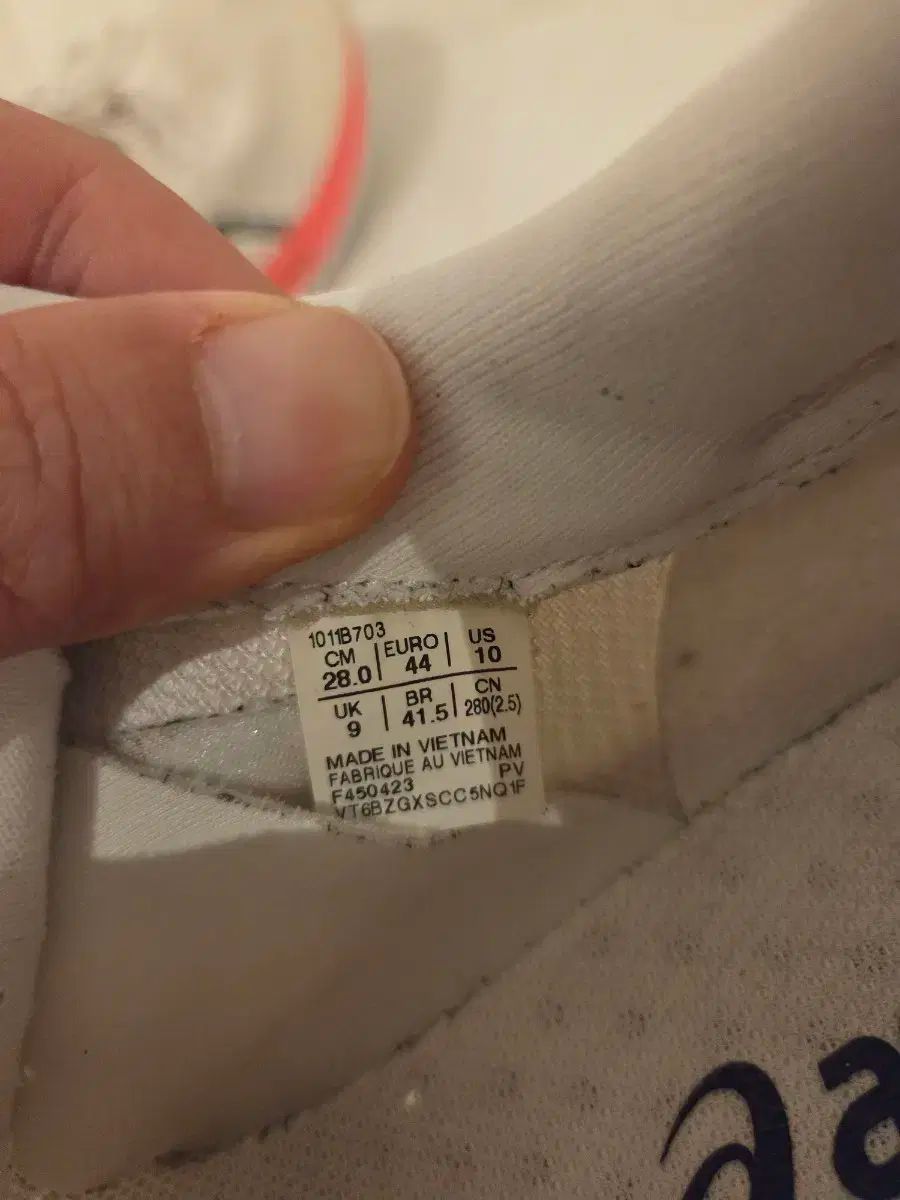 1011B703
CM EURO US
28.0 44 10
UK BR CN
9 41.5 280(2.5)
MADE IN VIETNAM
FABRIQUE AU VIETNAM
F450423 PV
VT6BZGXSCC5NQ1F